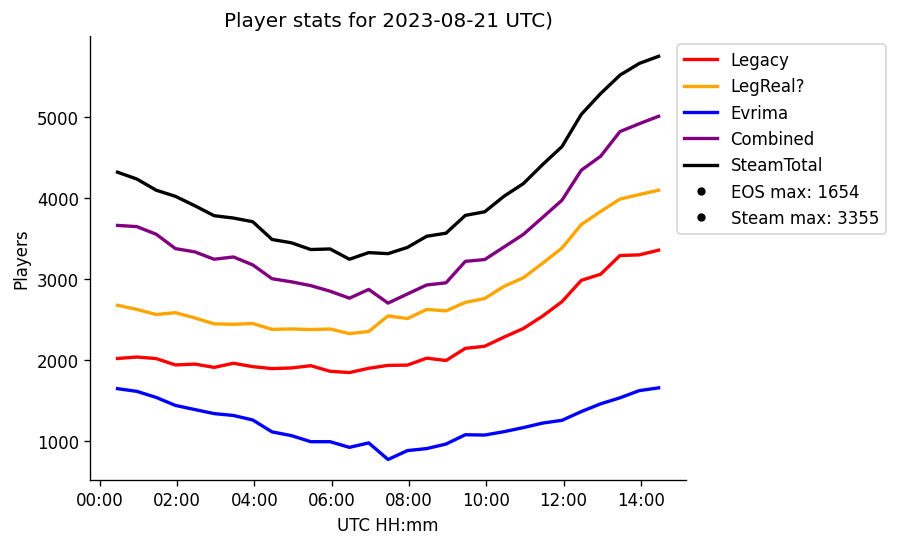 Player stats for 2023-08-21 UTC)
Legacy
LegReal?
Evrima
Combined
SteamTotal
EOS max: 1654
Steam max: 3355
Players
5000
4000
3000
2000
1000
00:00 02:00 04:00 06:00 08:00 10:00 12:00 14:00
UTC HH:mm